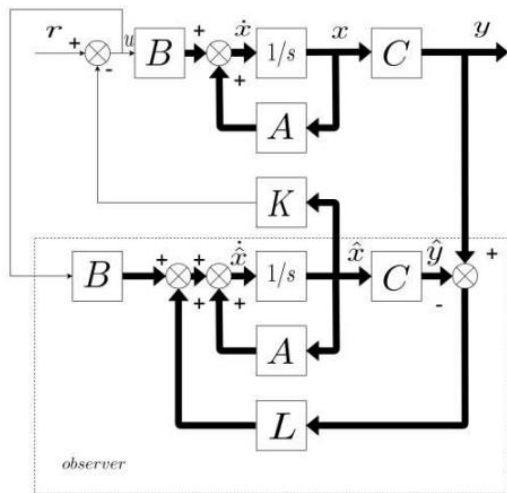 r + - u B + + ẋ 1/s x C y
A
K
B + + + + x̂̇ 1/s x̂ C ŷ + -
A
L
observer